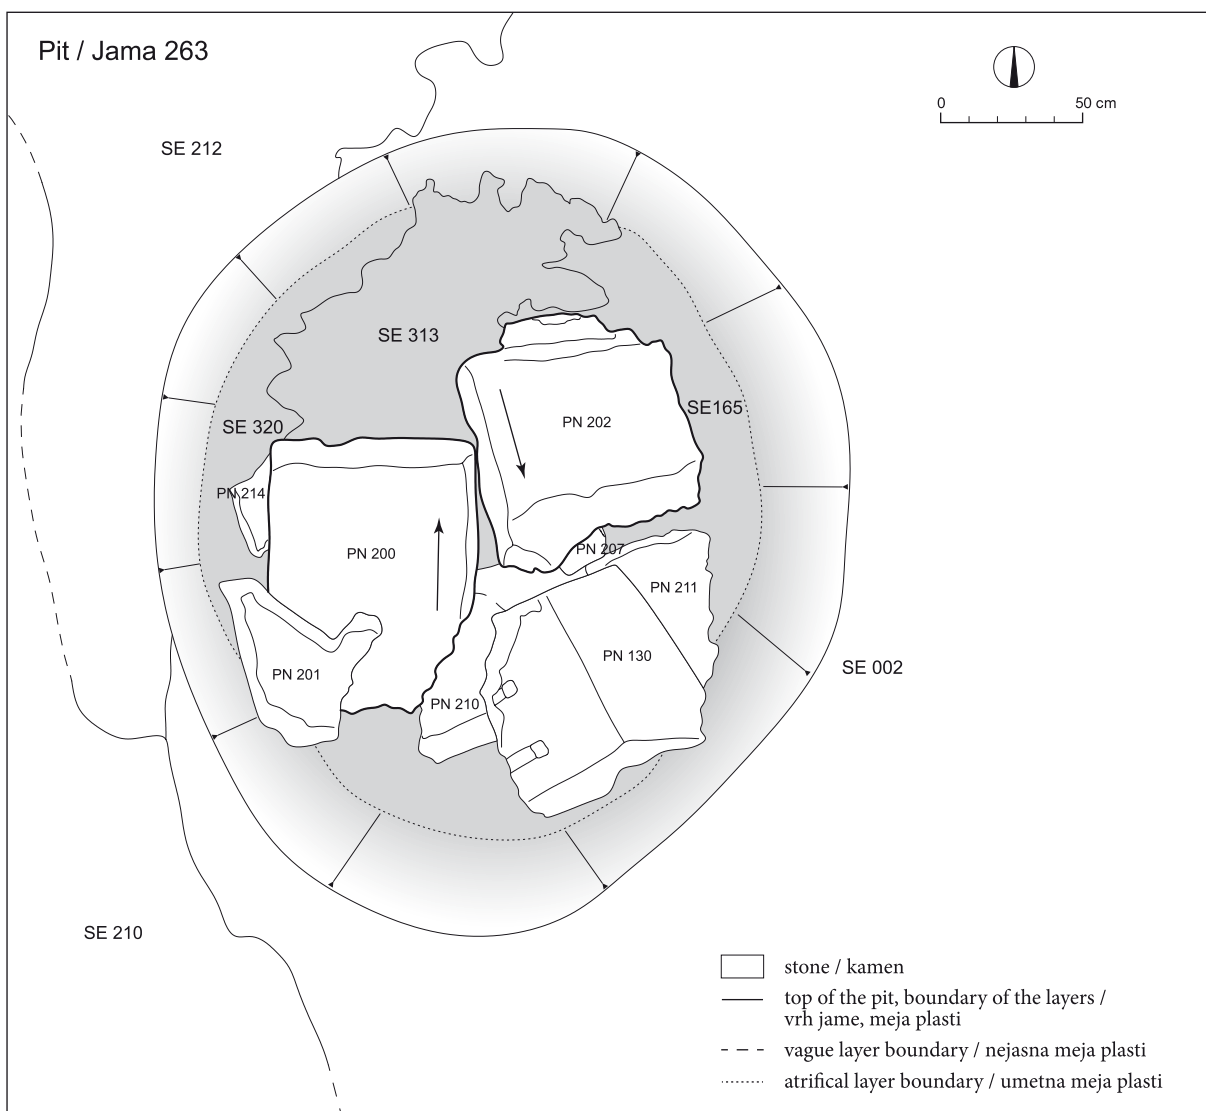 Pit / Jama 263
0 50 cm
SE 212
SE 313
SE165
PN 202
SE 320
PN 214
PN 200
PN 207
PN 211
PN 130
SE 002
PN 201
PN 210
SE 210
stone / kamen
top of the pit, boundary of the layers /
vrh jame, meja plasti
vague layer boundary / nejasna meja plasti
atrifical layer boundary / umetna meja plasti